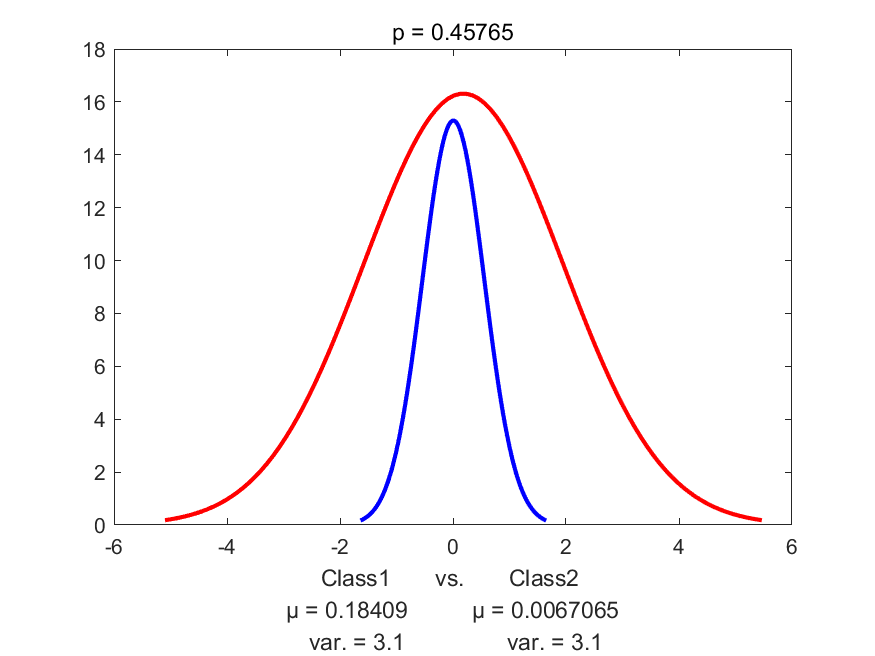 p = 0.45765
18
16
14
12
10
8
6
4
2
0
-6 -4 -2 0 2 4 6
Class1 vs. Class2
μ = 0.18409 μ = 0.0067065
var. = 3.1 var. = 3.1